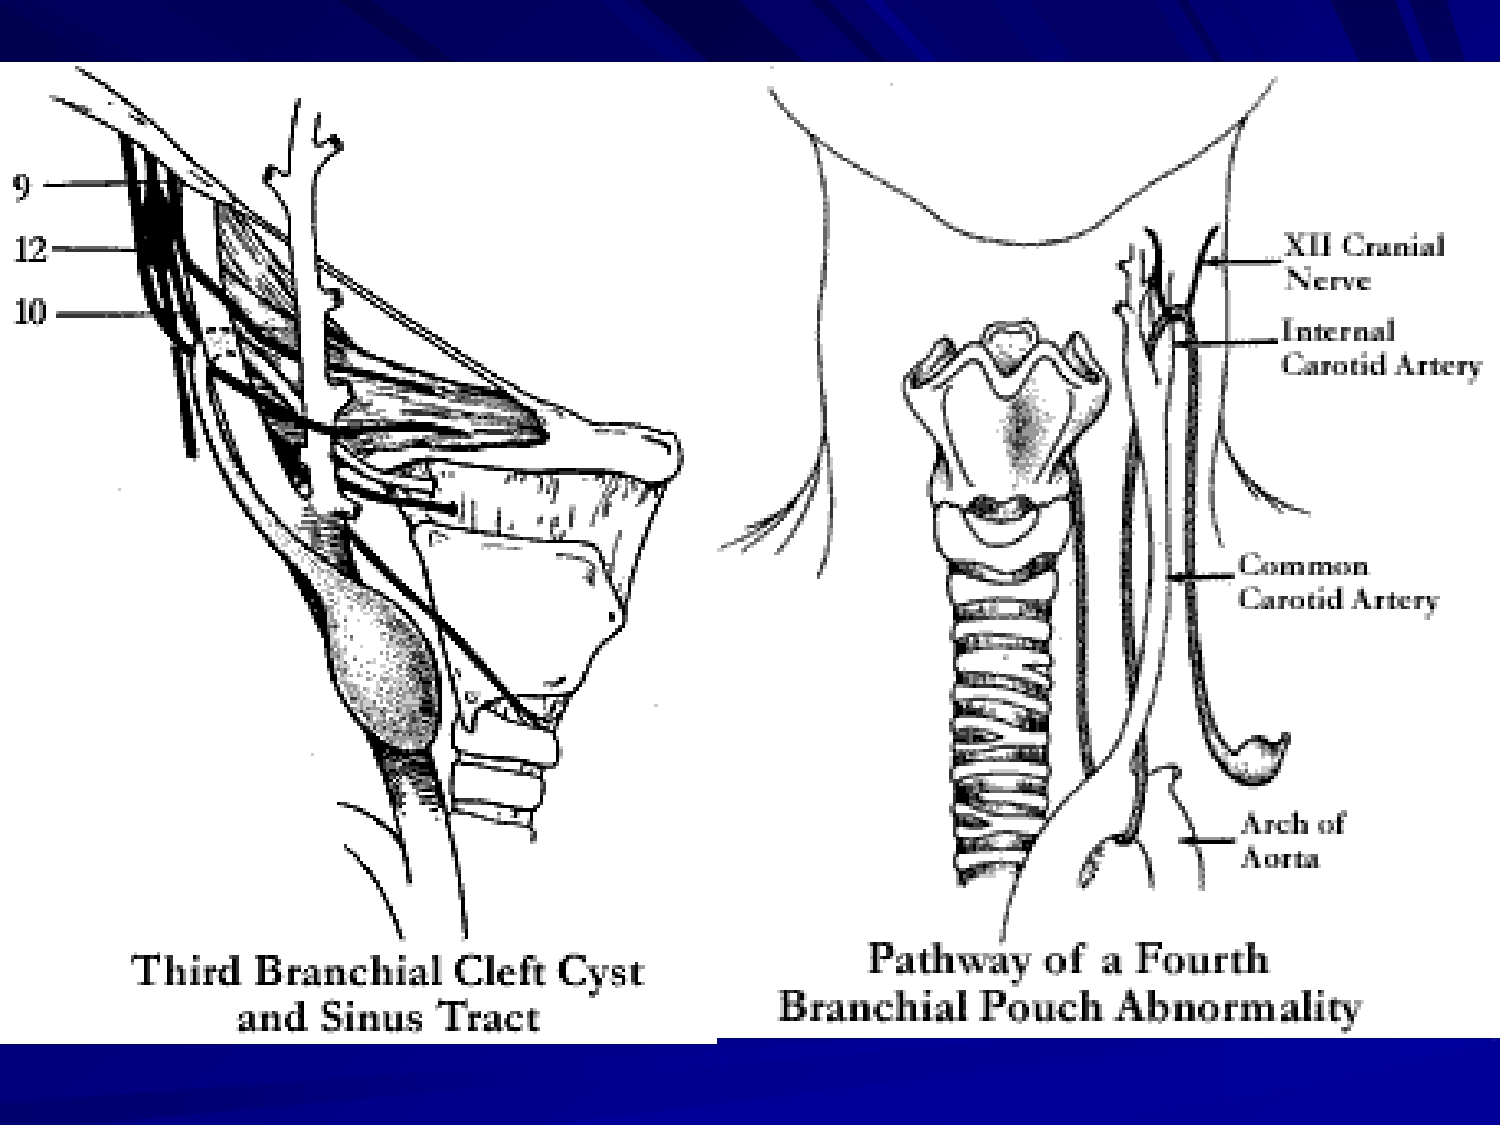 9
12
10
Third Branchial Cleft Cyst
and Sinus Tract
XII Cranial
Nerve
Internal
Carotid Artery
Common
Carotid Artery
Arch of
Aorta
Pathway of a Fourth
Branchial Pouch Abnormality